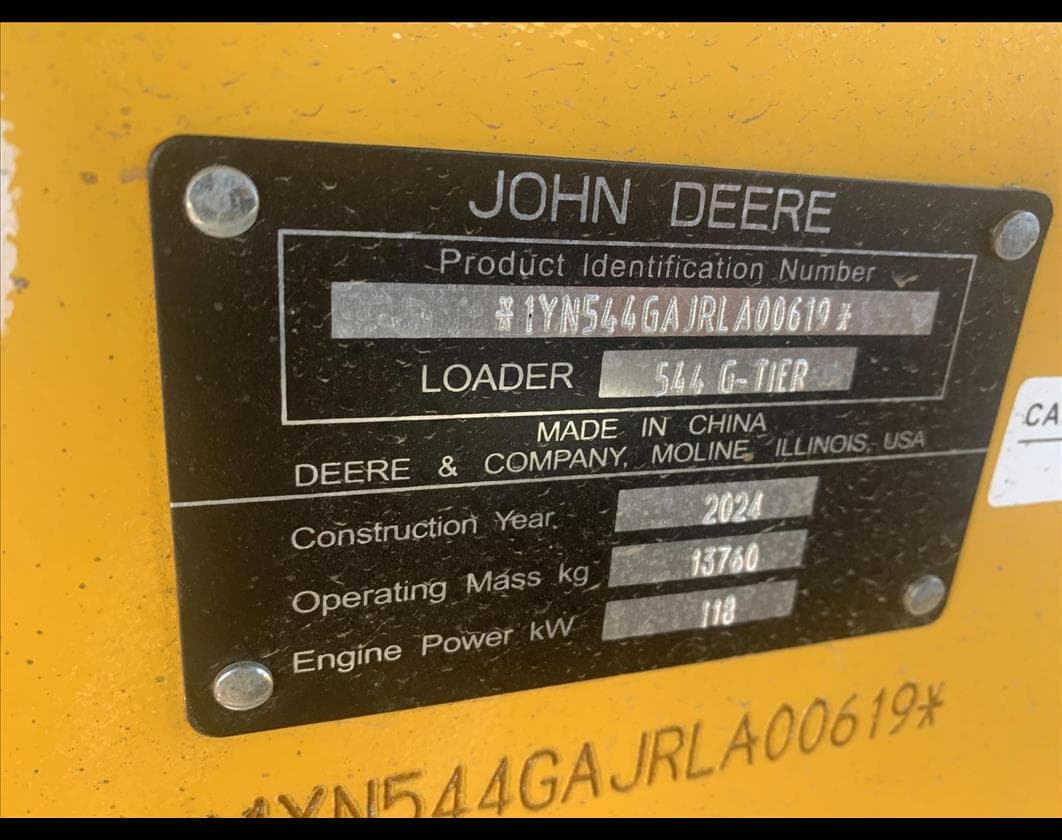 JOHN DEERE
Product Identification Number
*1YN544GAJRLA00619*
LOADER 544 G-TIER
MADE IN CHINA
DEERE & COMPANY, MOLINE, ILLINOIS, USA
Construction Year 2024
Operating Mass kg 13760
Engine Power kW 118
CA
1YN544GAJRLA00619*